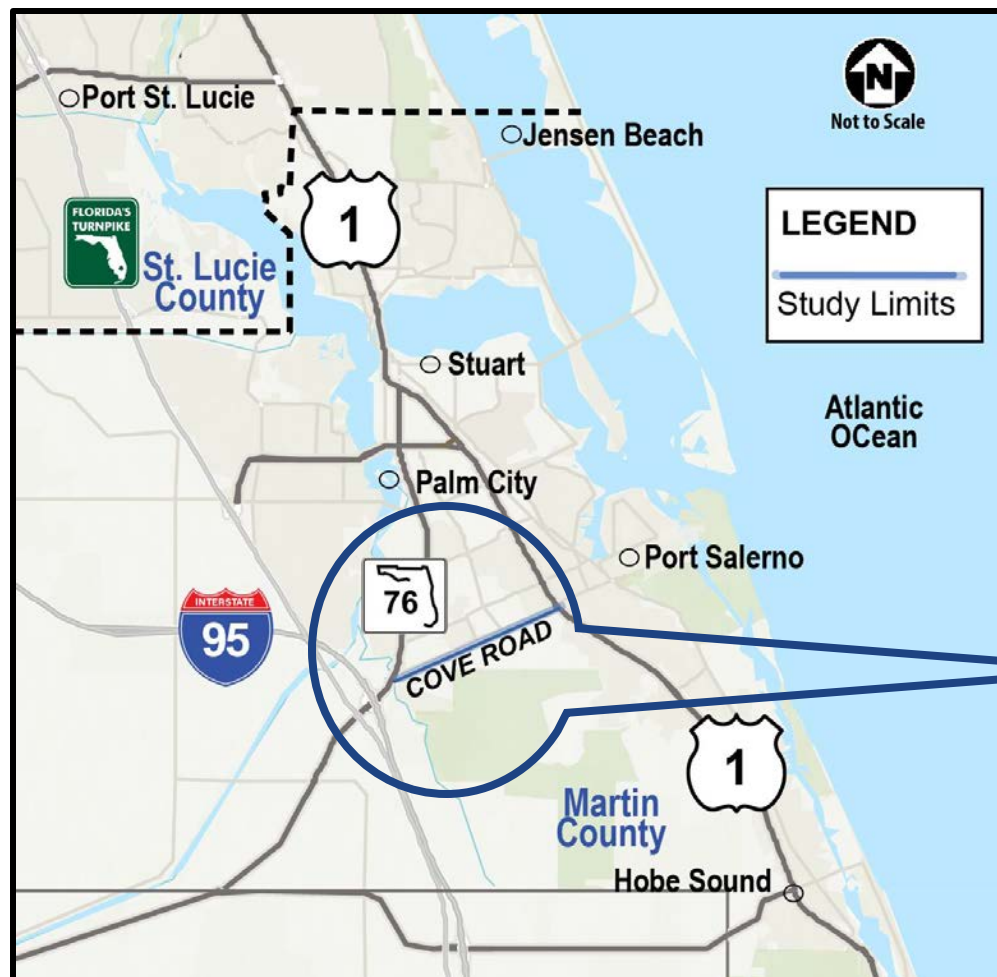 Port St. Lucie
Jensen Beach
N
Not to Scale
FLORIDA'S
TURNPIKE
1
LEGEND
Study Limits
St. Lucie
County
Stuart
Atlantic
OCean
Palm City
Port Salerno
76
INTERSTATE
95
COVE ROAD
1
Martin
County
Hobe Sound